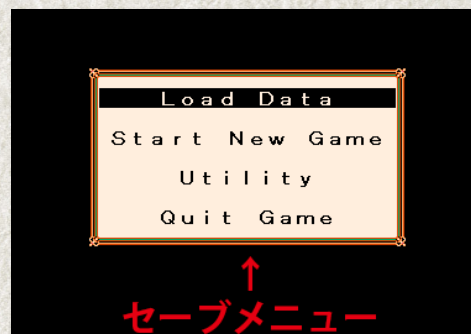 Load Data
Start New Game
Utility
Quit Game
↑
セーブメニュー